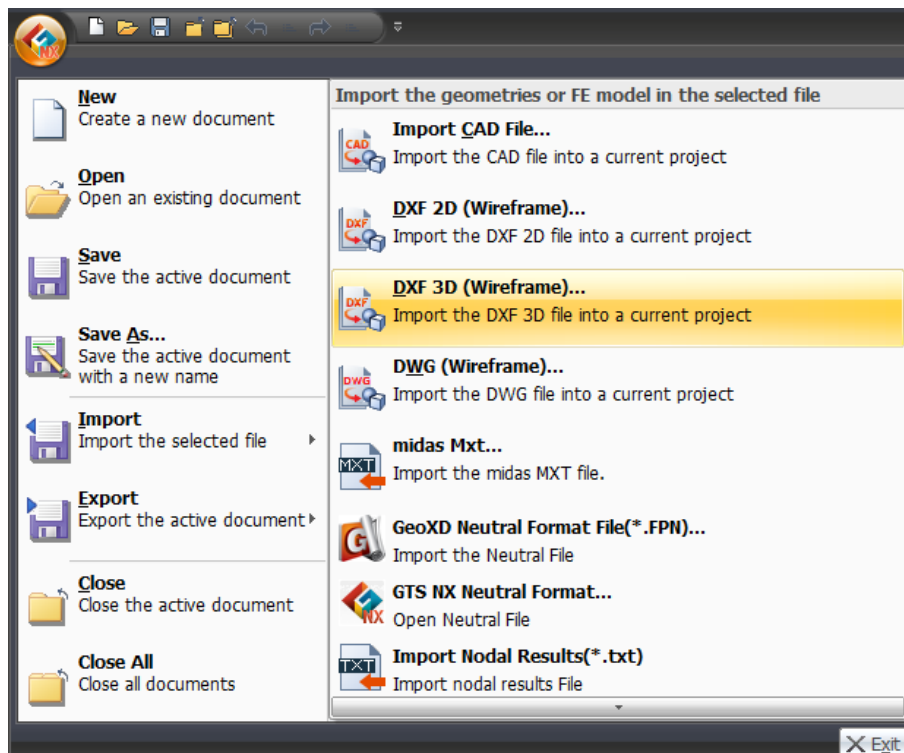 NX
New
Create a new document
Open
Open an existing document
Save
Save the active document
Save As...
Save the active document
with a new name
Import
Import the selected file
Export
Export the active document
Close
Close the active document
Close All
Close all documents
Import the geometries or FE model in the selected file
CAD
Import CAD File...
Import the CAD file into a current project
DXF
DXF 2D (Wireframe)...
Import the DXF 2D file into a current project
DXF
DXF 3D (Wireframe)...
Import the DXF 3D file into a current project
DWG
DWG (Wireframe)...
Import the DWG file into a current project
MXT
midas Mxt...
Import the midas MXT file.
G
GeoXD Neutral Format File(*.FPN)...
Import the Neutral File
NX
GTS NX Neutral Format...
Open Neutral File
TXT
Import Nodal Results(*.txt)
Import nodal results File
Exit